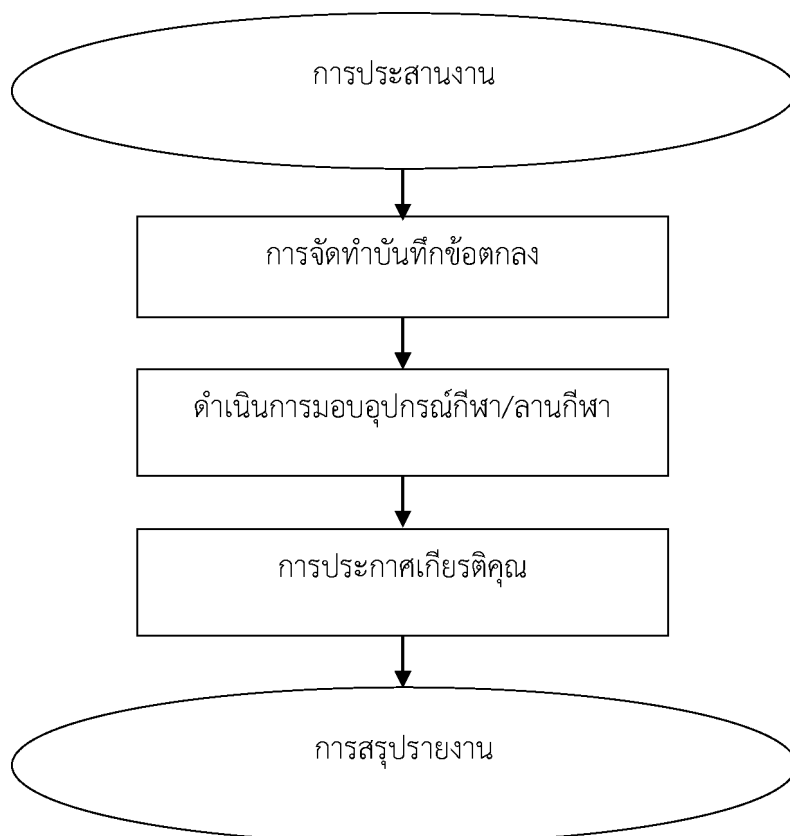 การประสานงาน
การจัดทำบันทึกข้อตกลง
ดำเนินการมอบอุปกรณ์กีฬา/ลานกีฬา
การประกาศเกียรติคุณ
การสรุปรายงาน